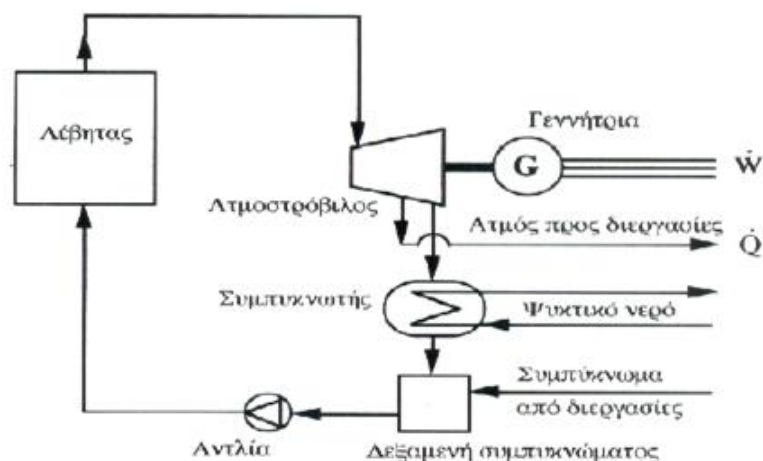 Λέβητας
Γεννήτρια
G
Ẇ
Ατμοστρόβιλος
Ατμός προς διεργασίες
Q̇
Συμπυκνωτής
Ψυκτικό νερό
Συμπύκνωμα
από διεργασίες
Αντλία
Δεξαμενή συμπυκνώματος